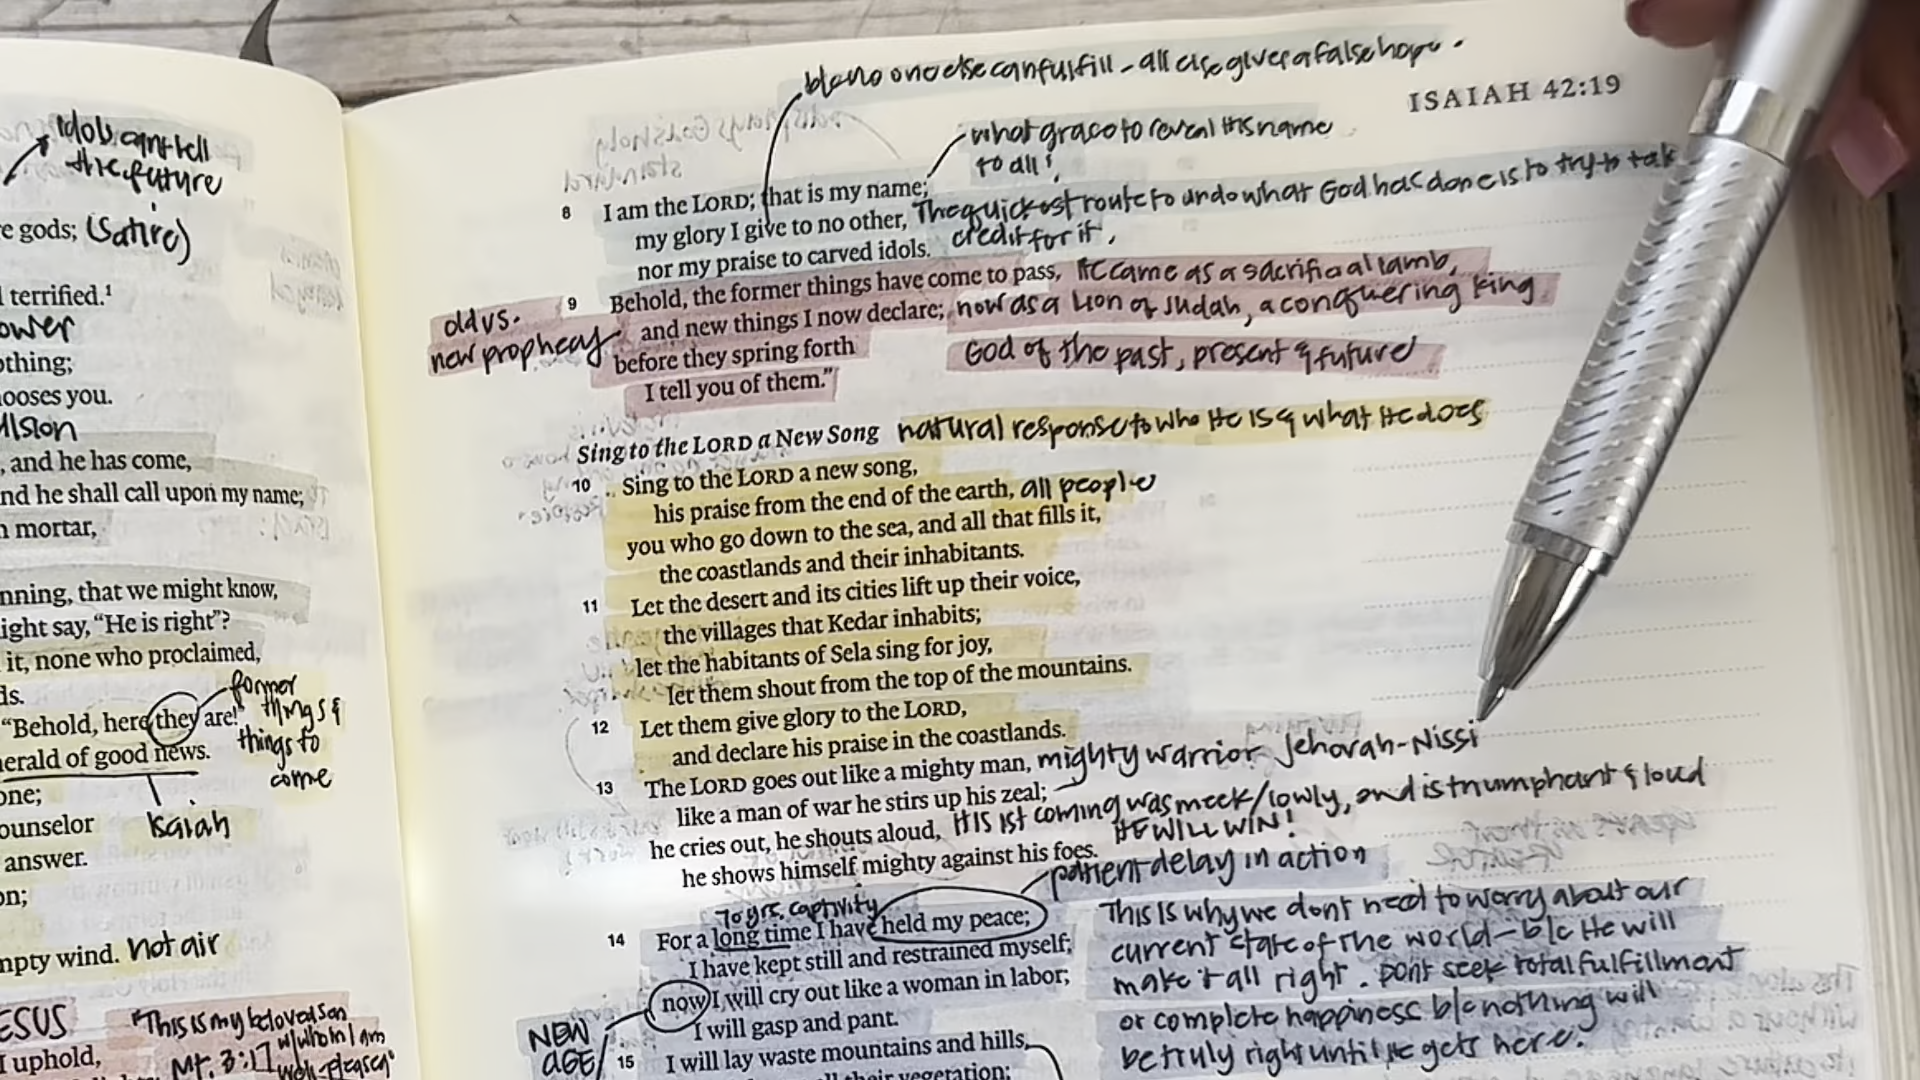 idols can't tell
the future
e gods; (satire)
l terrified.¹
ower
othing;
ooses you.
, and he has come,
nd he shall call upon my name;
n mortar,
nning, that we might know,
ight say, "He is right"?
it, none who proclaimed,
ds.
"Behold, here they are!"
former
things &
things to
come
erald of good news.
one;
Isaiah
ounselor
answer.
on;
mpty wind. not air
ESUS
"This is my beloved son
w/ whom I am
well-pleased"
Mt. 3:17
I uphold,
ISAIAH 42:19
b/c no one else can fulfill - all else gives a false hope.
what grace to reveal His name
to all!
8 I am the LORD; that is my name;
my glory I give to no other, The quickest route to undo what God has done is to try to tak
nor my praise to carved idols. credit for it.
9 Behold, the former things have come to pass, He came as a sacrificial lamb,
old vs.
new prophecy
and new things I now declare; now as a Lion of Judah, a conquering king
before they spring forth God of the past, present & future
I tell you of them."
Sing to the LORD a New Song natural response to who He is & what He does
10 Sing to the LORD a new song,
his praise from the end of the earth, all people
you who go down to the sea, and all that fills it,
the coastlands and their inhabitants.
11 Let the desert and its cities lift up their voice,
the villages that Kedar inhabits;
let the habitants of Sela sing for joy,
let them shout from the top of the mountains.
12 Let them give glory to the LORD,
and declare his praise in the coastlands.
13 The LORD goes out like a mighty man, mighty warrior Jehovah-Nissi
like a man of war he stirs up his zeal;
he cries out, he shouts aloud, His 1st coming was meek/lowly, 2nd is triumphant & loud
HE WILL WIN!
he shows himself mighty against his foes.
patient delay in action
70 yrs. captivity
14 For a long time I have held my peace;
I have kept still and restrained myself;
now I will cry out like a woman in labor;
I will gasp and pant.
NEW
AGE
15 I will lay waste mountains and hills,
their vegetation;
This is why we dont need to worry about our
current state of the world - b/c He will
make it all right. Dont seek total fulfillment
or complete happiness b/c nothing will
be truly right until He gets here.